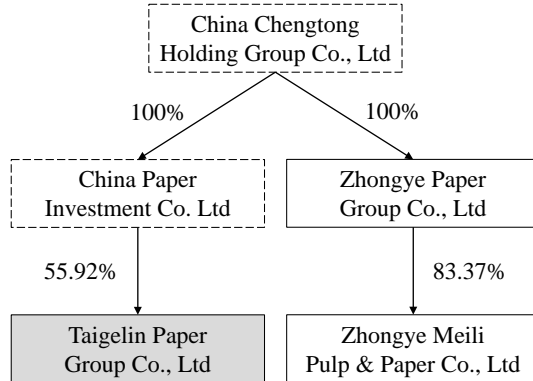 China Chengtong
Holding Group Co., Ltd
100%
100%
China Paper
Investment Co. Ltd
Zhongye Paper
Group Co., Ltd
55.92%
83.37%
Taigelin Paper
Group Co., Ltd
Zhongye Meili
Pulp & Paper Co., Ltd